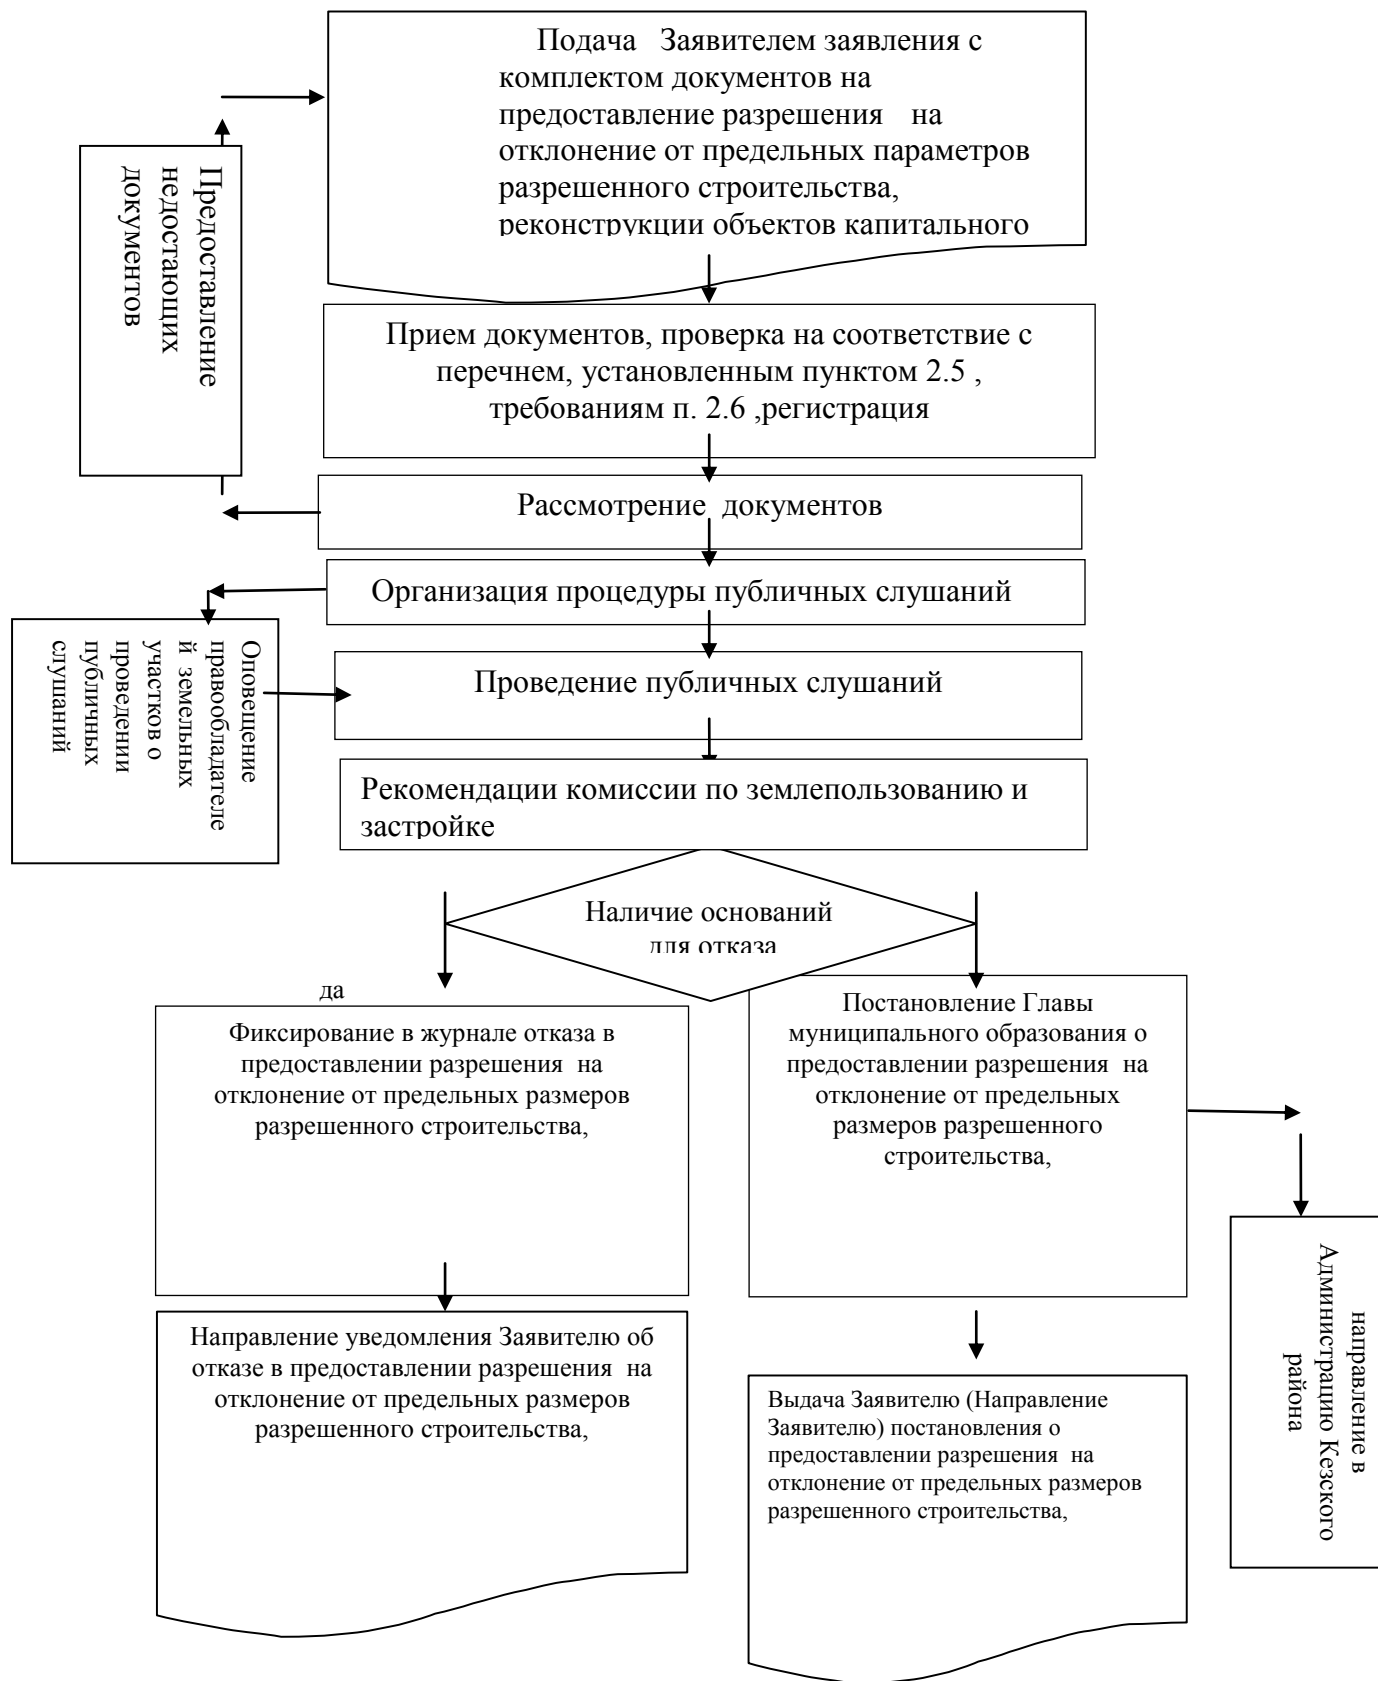 Подача Заявителем заявления с
комплектом документов на
предоставление разрешения на
отклонение от предельных параметров
разрешенного строительства,
реконструкции объектов капитального
Предоставление
недостающих
документов
Прием документов, проверка на соответствие с
перечнем, установленным пунктом 2.5 ,
требованиям п. 2.6 ,регистрация
Рассмотрение документов
Организация процедуры публичных слушаний
Оповещение
правообладателе
й земельных
участков о
проведении
публичных
слушаний
Проведение публичных слушаний
Рекомендации комиссии по землепользованию и
застройке
Наличие оснований
для отказа
да
Фиксирование в журнале отказа в
предоставлении разрешения на
отклонение от предельных размеров
разрешенного строительства,
Постановление Главы
муниципального образования о
предоставлении разрешения на
отклонение от предельных
размеров разрешенного
строительства,
направление в
Администрацию Кезского
района
Направление уведомления Заявителю об
отказе в предоставлении разрешения на
отклонение от предельных размеров
разрешенного строительства,
Выдача Заявителю (Направление
Заявителю) постановления о
предоставлении разрешения на
отклонение от предельных размеров
разрешенного строительства,